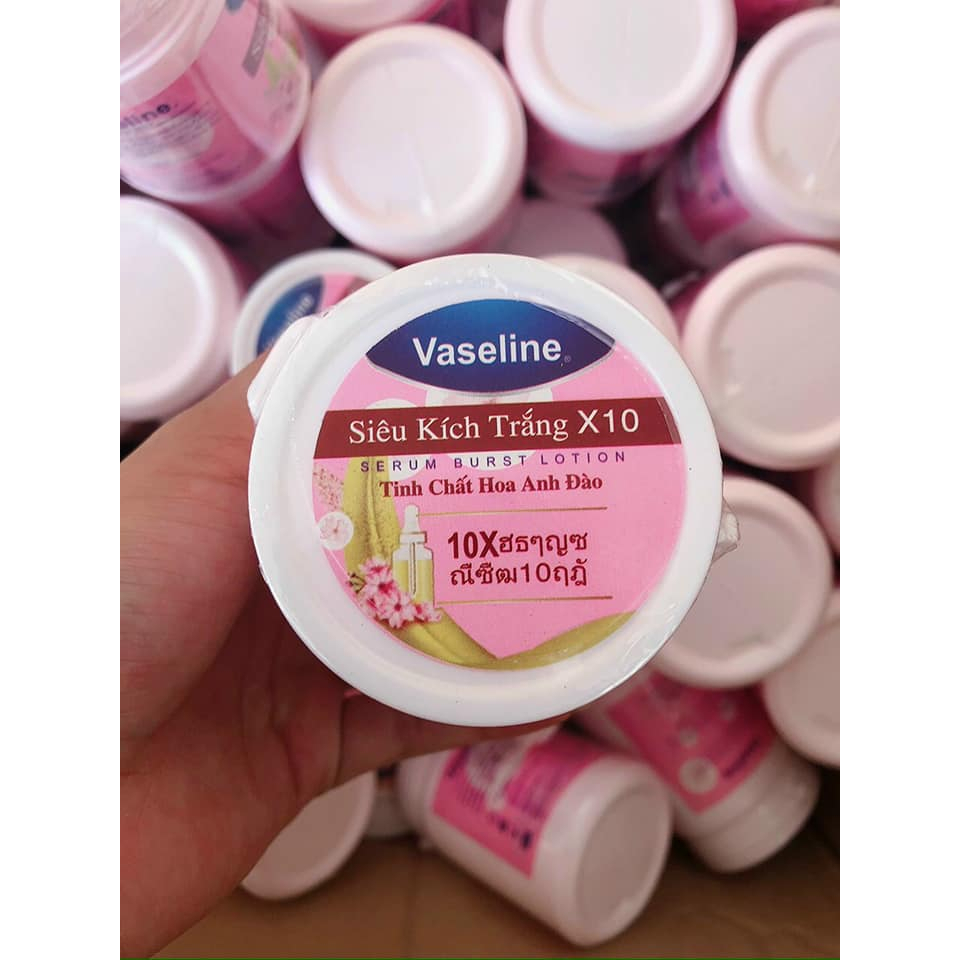 Vaseline
Siêu Kích Trắng X10
SERUM BURST LOTION
Tinh Chất Hoa Anh Đào
10Xฮธๆญซ
ณืซืฒ10ฤฎั